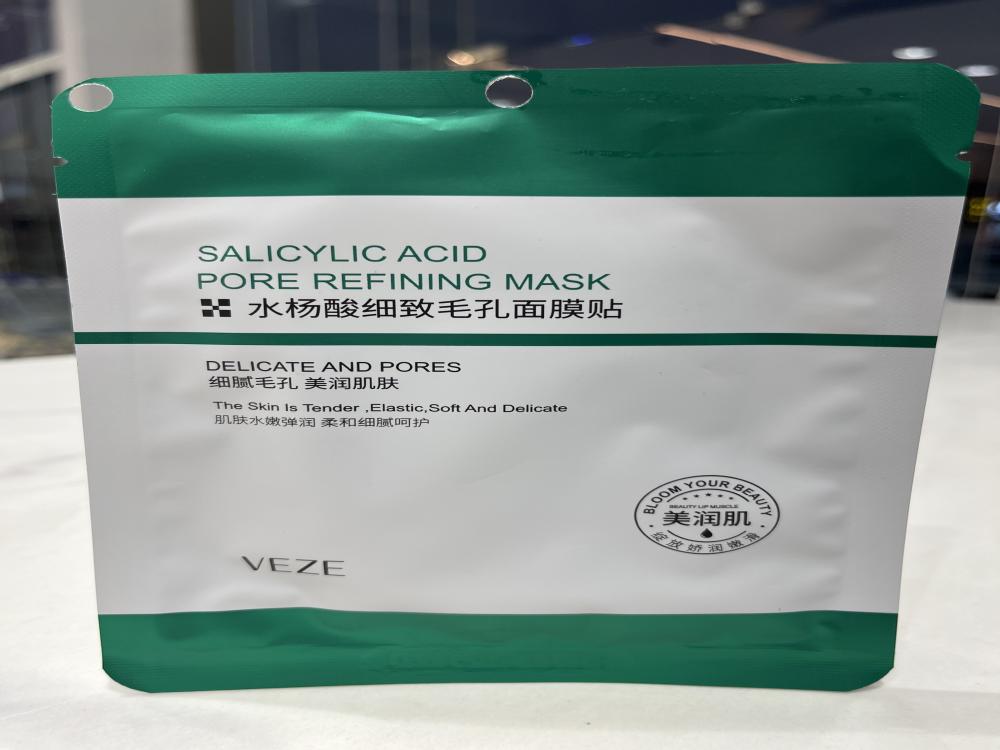 SALICYLIC ACID
PORE REFINING MASK
水杨酸细致毛孔面膜贴
DELICATE AND PORES
细腻毛孔 美润肌肤
The Skin Is Tender ,Elastic,Soft And Delicate
肌肤水嫩弹润 柔和细腻呵护
BLOOM YOUR BEAUTY
BEAUTY UP MUSCLE
美润肌
绽放娇润嫩滑
VEZE